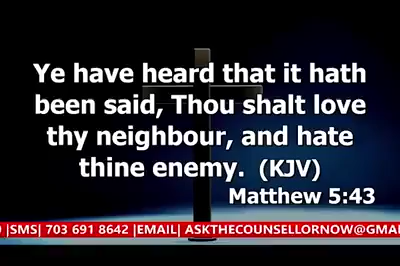 Ye have heard that it hath
been said, Thou shalt love
thy neighbour, and hate
thine enemy. (KJV)
Matthew 5:43
|SMS| 703 691 8642 |EMAIL| ASKTHECOUNSELLORNOW@GMA